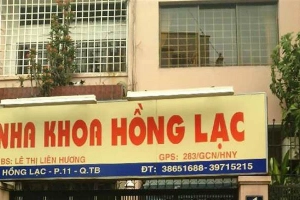 NHA KHOA HỒNG LẠC
BS: LÊ THỊ LIÊN HƯƠNG GPS: 283/GCN/HNY
HỒNG LẠC - P.11 - Q.TB ĐT: 38651688-39715215